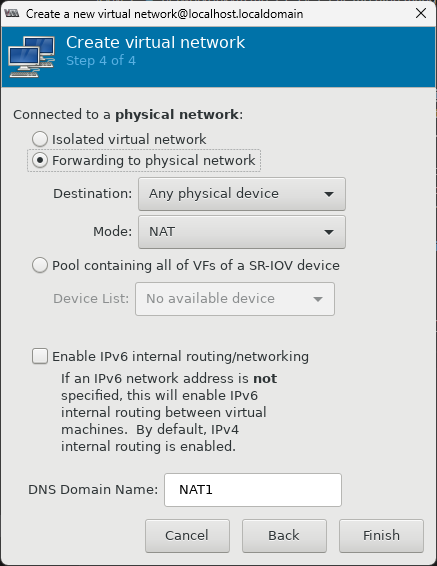 Create a new virtual network@localhost.localdomain
Create virtual network
Step 4 of 4
Connected to a physical network:
Isolated virtual network
Forwarding to physical network
Destination: Any physical device
Mode: NAT
Pool containing all of VFs of a SR-IOV device
Device List: No available device
Enable IPv6 internal routing/networking
If an IPv6 network address is not
specified, this will enable IPv6
internal routing between virtual
machines.  By default, IPv4
internal routing is enabled.
DNS Domain Name: NAT1
Cancel Back Finish